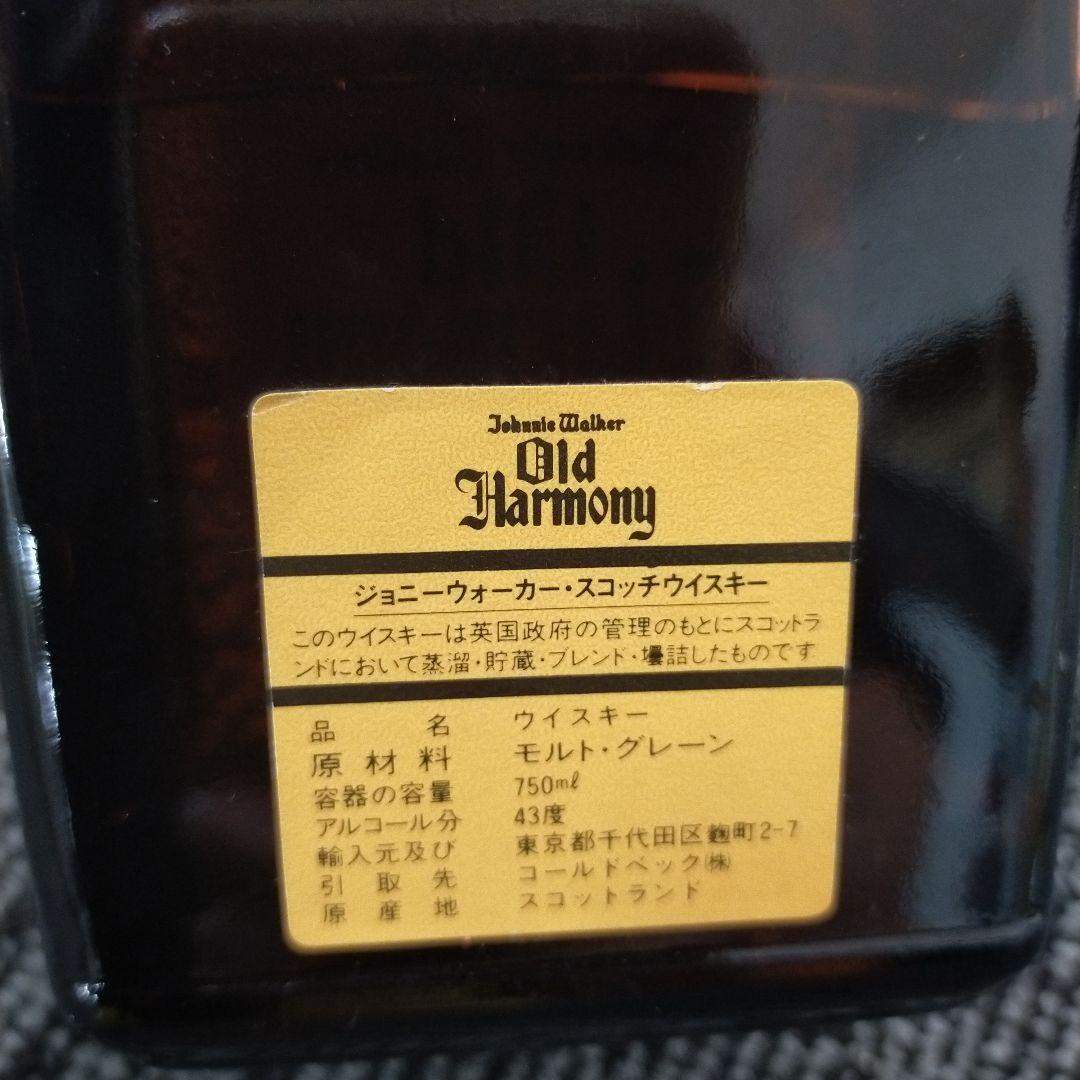 Johnnie Walker
Old
Harmony
ジョニーウォーカー・スコッチウイスキー
このウイスキーは英国政府の管理のもとにスコットラ
ンドにおいて蒸溜・貯蔵・ブレンド・壜詰したものです
品名 ウイスキー
原材料 モルト・グレーン
容器の容量 750mℓ
アルコール分 43度
輸入元及び 東京都千代田区麹町2-7
引取先 コールドベック㈱
原産地 スコットランド